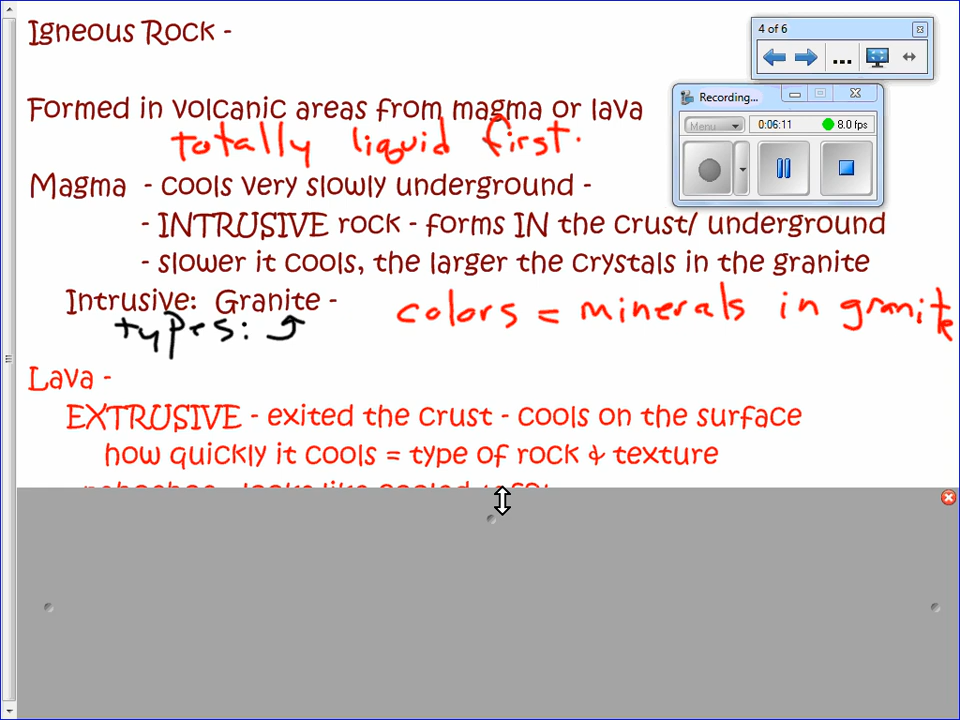 Igneous Rock -
4 of 6
Recording...
Menu
0:06:11
8.0 fps
Formed in volcanic areas from magma or lava
totally liquid first.
Magma - cools very slowly underground -
- INTRUSIVE rock - forms IN the crust/ underground
- slower it cools, the larger the crystals in the granite
Intrusive: Granite -
colors = minerals in granite
types:
Lava -
EXTRUSIVE - exited the crust - cools on the surface
how quickly it cools = type of rock & texture
looks like